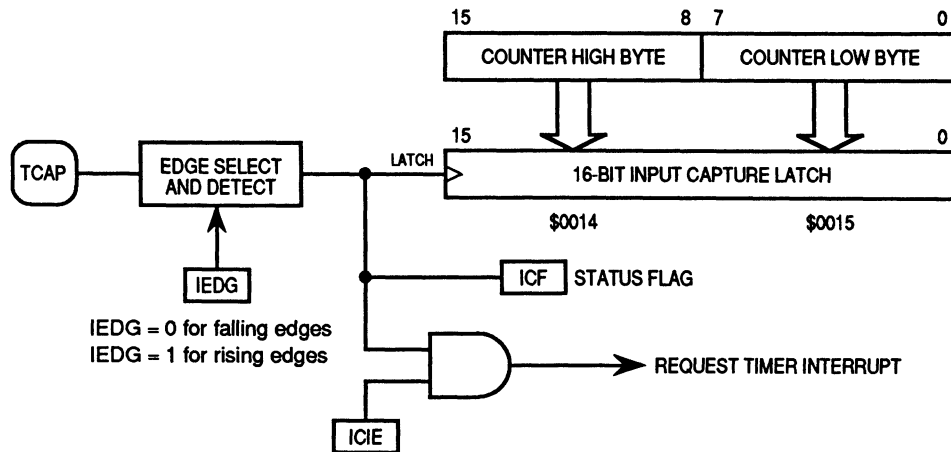 15 8 7 0
COUNTER HIGH BYTE COUNTER LOW BYTE
15 0
TCAP
EDGE SELECT
AND DETECT
LATCH
16-BIT INPUT CAPTURE LATCH
$0014 $0015
IEDG
ICF STATUS FLAG
IEDG = 0 for falling edges
IEDG = 1 for rising edges
REQUEST TIMER INTERRUPT
ICIE